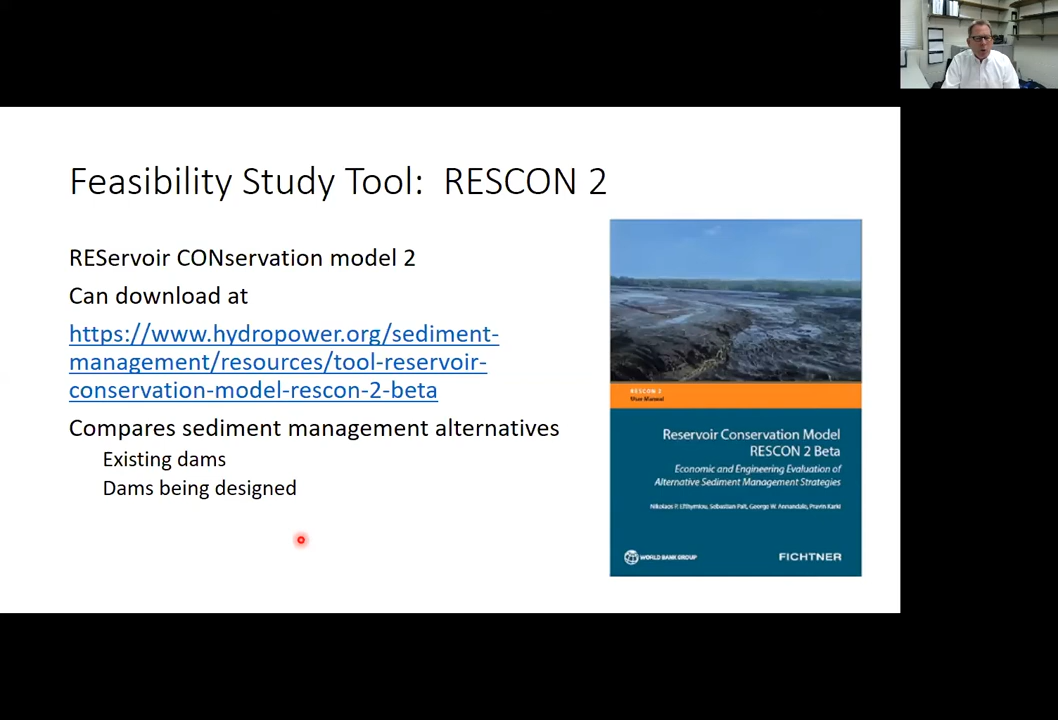 Feasibility Study Tool: RESCON 2
REServoir CONservation model 2
Can download at
https://www.hydropower.org/sediment-
management/resources/tool-reservoir-
conservation-model-rescon-2-beta
Compares sediment management alternatives
Existing dams
Dams being designed
RESCON 2
User Manual
Reservoir Conservation Model
RESCON 2 Beta
Economic and Engineering Evaluation of
Alternative Sediment Management Strategies
Nikolaos P. Efthymiou, Sebastian Palt, George W. Annandale, Pravin Karki
WORLD BANK GROUP
FICHTNER